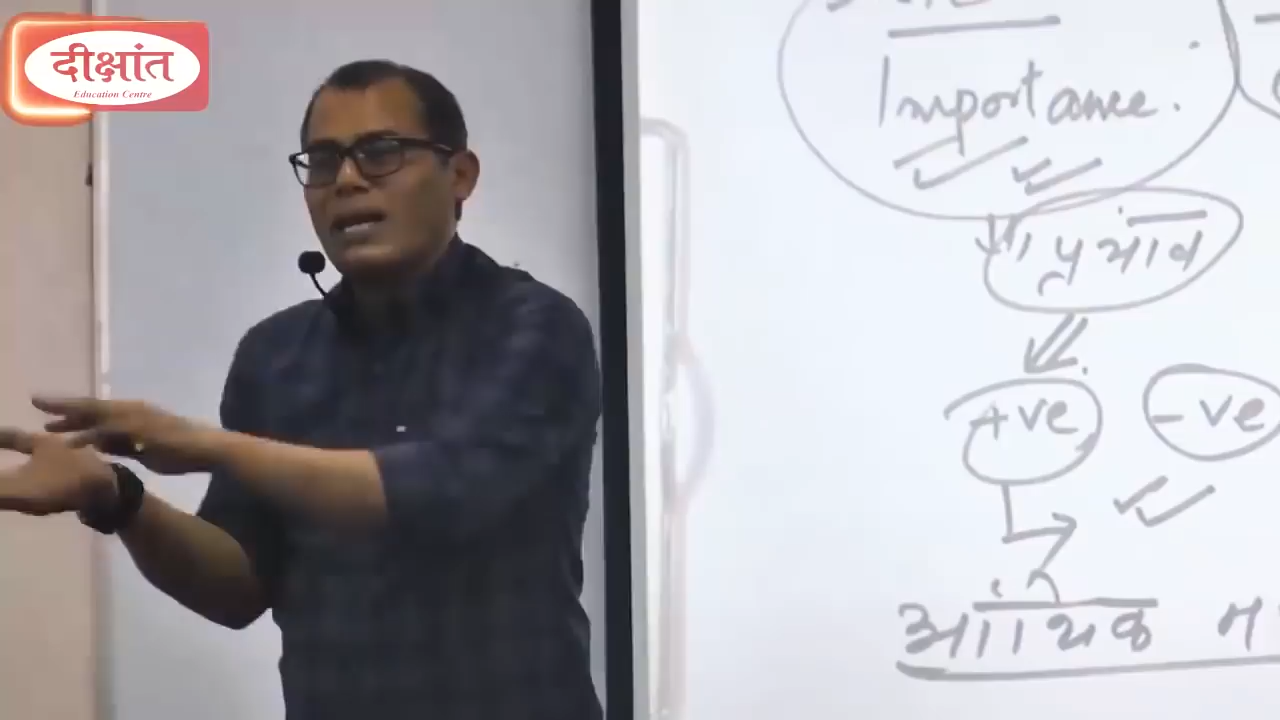 दीक्षांत
Education Centre
Importance.
प्रभाव
+ve
-ve
आर्थिक